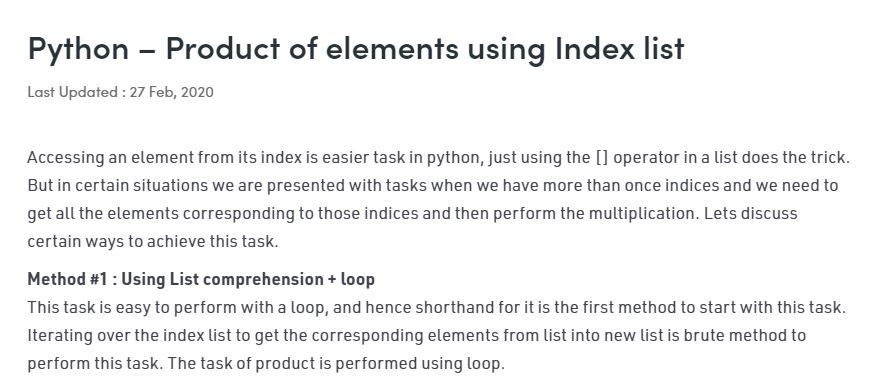 Python – Product of elements using Index list
Last Updated : 27 Feb, 2020
Accessing an element from its index is easier task in python, just using the [] operator in a list does the trick.
But in certain situations we are presented with tasks when we have more than once indices and we need to
get all the elements corresponding to those indices and then perform the multiplication. Lets discuss
certain ways to achieve this task.
Method #1 : Using List comprehension + loop
This task is easy to perform with a loop, and hence shorthand for it is the first method to start with this task.
Iterating over the index list to get the corresponding elements from list into new list is brute method to
perform this task. The task of product is performed using loop.